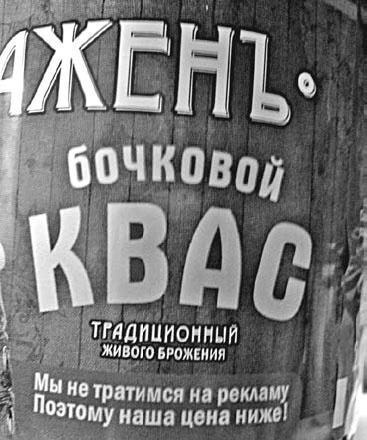 АЖЕНЪ
бочковой
КВАС
ТРАДИЦИОННЫЙ
ЖИВОГО БРОЖЕНИЯ
Мы не тратимся на рекламу
Поэтому наша цена ниже!